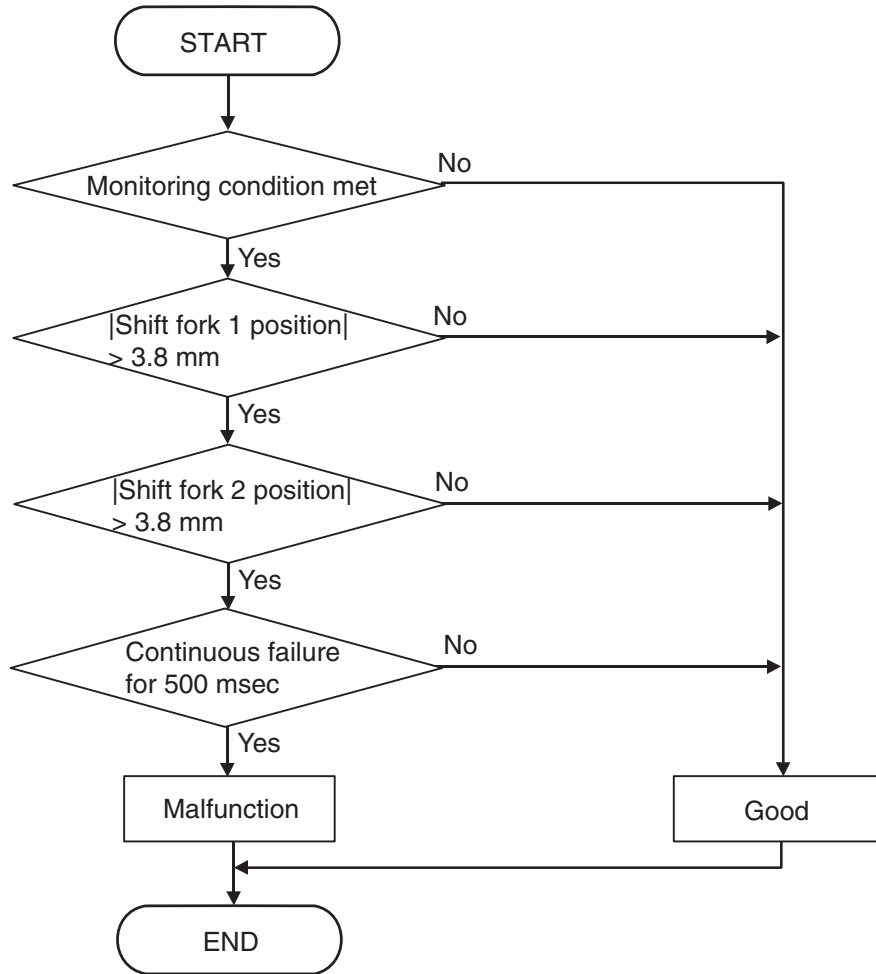 START
Monitoring condition met
No
Yes
|Shift fork 1 position|
> 3.8 mm
No
Yes
|Shift fork 2 position|
> 3.8 mm
No
Yes
Continuous failure
for 500 msec
No
Yes
Malfunction
Good
END